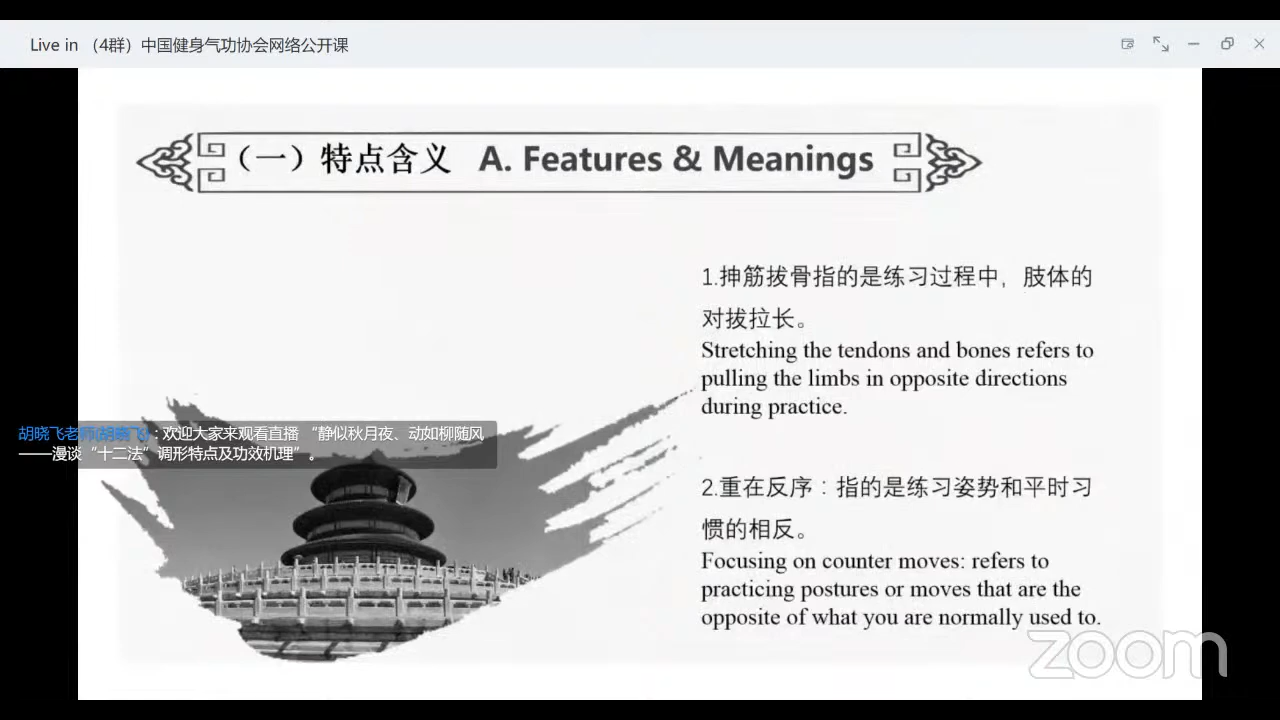 Live in （4群）中国健身气功协会网络公开课
（一）特点含义 A. Features & Meanings
1.抻筋拔骨指的是练习过程中，肢体的
对拔拉长。
Stretching the tendons and bones refers to
pulling the limbs in opposite directions
during practice.
胡晓飞老师(胡晓飞)：欢迎大家来观看直播 “静似秋月夜、动如柳随风
——漫谈“十二法”调形特点及功效机理”。
2.重在反序：指的是练习姿势和平时习
惯的相反。
Focusing on counter moves: refers to
practicing postures or moves that are the
opposite of what you are normally used to.
zoom